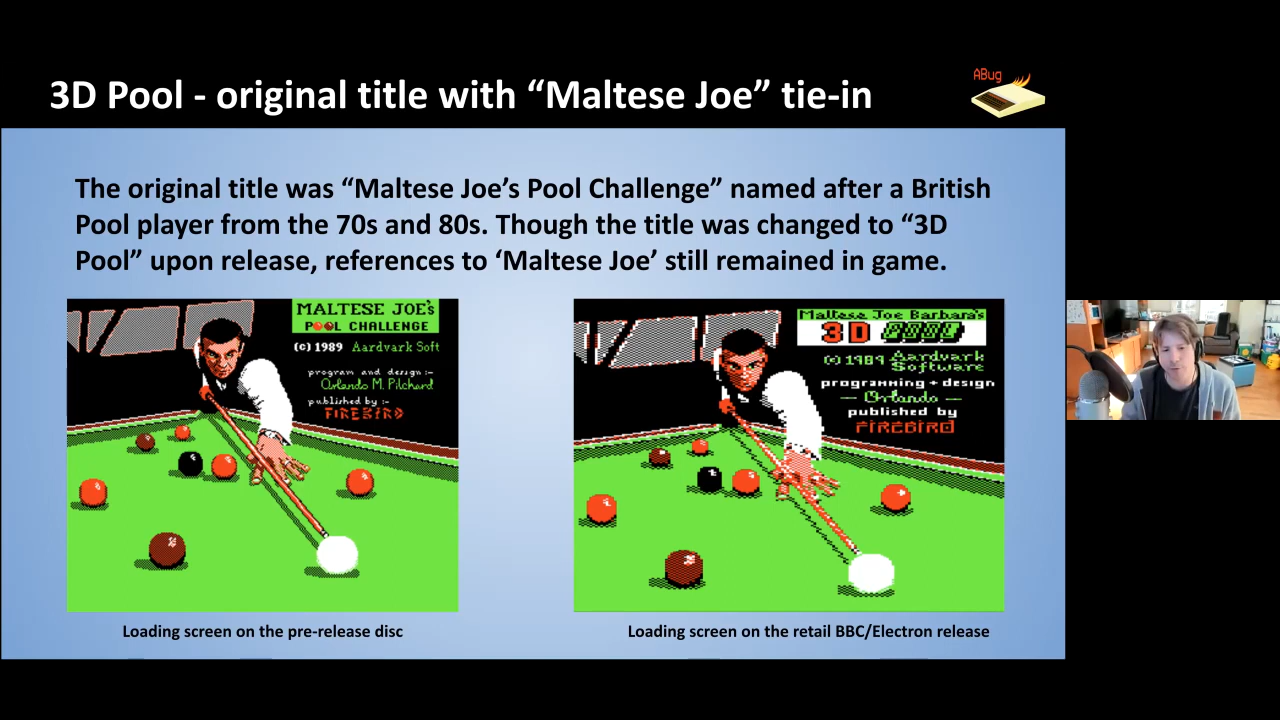 3D Pool - original title with “Maltese Joe” tie-in
ABug
The original title was “Maltese Joe’s Pool Challenge” named after a British
Pool player from the 70s and 80s. Though the title was changed to “3D
Pool” upon release, references to ‘Maltese Joe’ still remained in game.
MALTESE JOE's
POOL CHALLENGE
(c) 1989 Aardvark Soft
program and design :-
Orlando M. Pilchard
published by :-
FIREBIRD
Maltese Joe Barbara's
3D POOL
(c) 1989 Aardvark
Software
programming + design
— Orlando —
published by
FIREBIRD
Loading screen on the pre-release disc
Loading screen on the retail BBC/Electron release